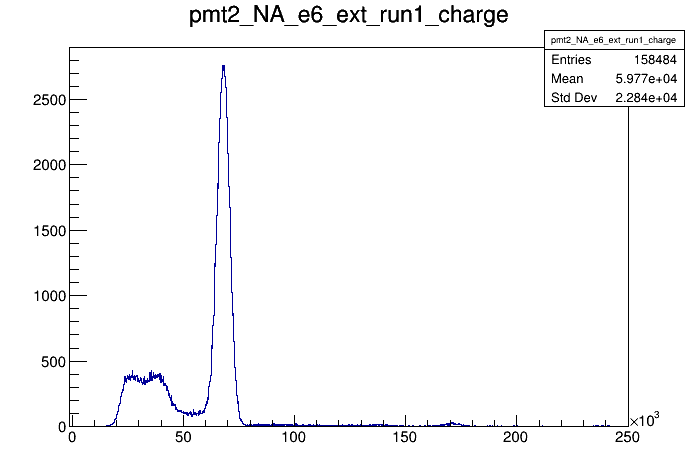 pmt2_NA_e6_ext_run1_charge
pmt2_NA_e6_ext_run1_charge
Entries 158484
Mean 5.977e+04
Std Dev 2.284e+04
2500
2000
1500
1000
500
0
0 50 100 150 200 250
×10³